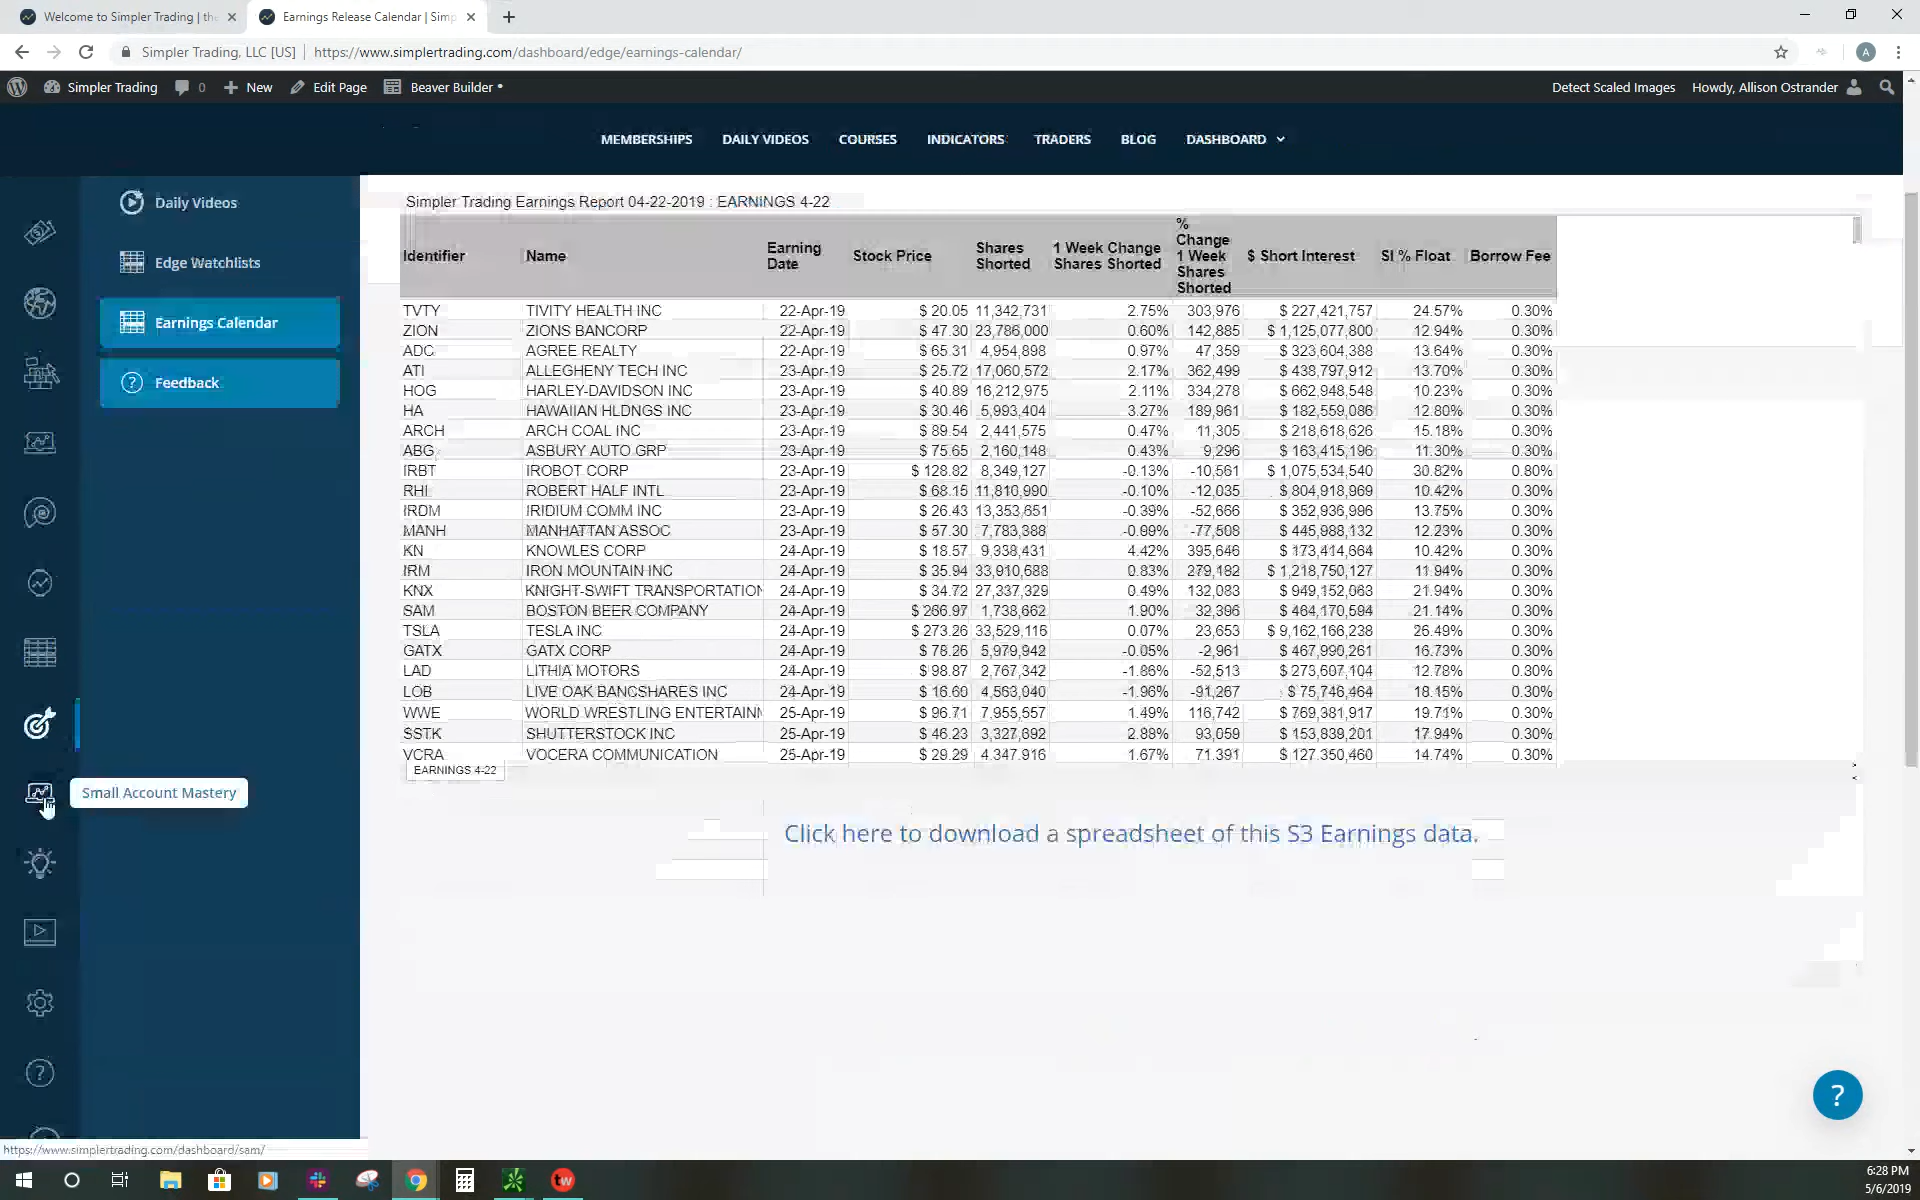 Welcome to Simpler Trading | the
Earnings Release Calendar | Simp
Simpler Trading, LLC [US] | https://www.simplertrading.com/dashboard/edge/earnings-calendar/
A
Simpler Trading 0 New Edit Page Beaver Builder Detect Scaled Images Howdy, Allison Ostrander
MEMBERSHIPS DAILY VIDEOS COURSES INDICATORS TRADERS BLOG DASHBOARD
Daily Videos
Edge Watchlists
Earnings Calendar
Feedback
Small Account Mastery
Simpler Trading Earnings Report 04-22-2019 : EARNINGS 4-22
Identifier Name Earning Date Stock Price Shares Shorted 1 Week Change Shares Shorted % Change 1 Week Shares Shorted $ Short Interest SI % Float Borrow Fee
TVTY TIVITY HEALTH INC 22-Apr-19 $ 20.05 11,342,731 2.75% 303,976 $ 227,421,757 24.57% 0.30%
ZION ZIONS BANCORP 22-Apr-19 $ 47.30 23,786,000 0.60% 142,885 $ 1,125,077,800 12.94% 0.30%
ADC AGREE REALTY 22-Apr-19 $ 65.31 4,954,898 0.97% 47,359 $ 323,604,388 13.64% 0.30%
ATI ALLEGHENY TECH INC 23-Apr-19 $ 25.72 17,060,572 2.17% 362,499 $ 438,797,912 13.70% 0.30%
HOG HARLEY-DAVIDSON INC 23-Apr-19 $ 40.89 16,212,975 2.11% 334,278 $ 662,948,548 10.23% 0.30%
HA HAWAIIAN HLDNGS INC 23-Apr-19 $ 30.46 5,993,404 3.27% 189,961 $ 182,559,086 12.80% 0.30%
ARCH ARCH COAL INC 23-Apr-19 $ 89.54 2,441,575 0.47% 11,305 $ 218,618,626 15.18% 0.30%
ABG ASBURY AUTO GRP 23-Apr-19 $ 75.65 2,160,148 0.43% 9,296 $ 163,415,196 11.30% 0.30%
IRBT IROBOT CORP 23-Apr-19 $ 128.82 8,349,127 -0.13% -10,561 $ 1,075,534,540 30.82% 0.80%
RHI ROBERT HALF INTL 23-Apr-19 $ 68.15 11,810,990 -0.10% -12,035 $ 804,918,969 10.42% 0.30%
IRDM IRIDIUM COMM INC 23-Apr-19 $ 26.43 13,353,651 -0.39% -52,666 $ 352,936,996 13.75% 0.30%
MANH MANHATTAN ASSOC 23-Apr-19 $ 57.30 7,783,388 -0.99% -77,508 $ 445,988,132 12.23% 0.30%
KN KNOWLES CORP 24-Apr-19 $ 18.57 9,338,431 4.42% 395,646 $ 173,414,664 10.42% 0.30%
IRM IRON MOUNTAIN INC 24-Apr-19 $ 35.94 33,910,688 0.83% 279,182 $ 1,218,750,127 11.94% 0.30%
KNX KNIGHT-SWIFT TRANSPORTATION 24-Apr-19 $ 34.72 27,337,329 0.49% 132,083 $ 949,152,063 21.94% 0.30%
SAM BOSTON BEER COMPANY 24-Apr-19 $ 266.97 1,738,662 1.90% 32,396 $ 464,170,594 21.14% 0.30%
TSLA TESLA INC 24-Apr-19 $ 273.26 33,529,116 0.07% 23,653 $ 9,162,166,238 26.49% 0.30%
GATX GATX CORP 24-Apr-19 $ 78.26 5,979,942 -0.05% -2,961 $ 467,990,261 16.73% 0.30%
LAD LITHIA MOTORS 24-Apr-19 $ 98.87 2,767,342 -1.86% -52,513 $ 273,607,104 12.78% 0.30%
LOB LIVE OAK BANCSHARES INC 24-Apr-19 $ 16.60 4,563,040 -1.96% -91,267 $ 75,746,464 18.15% 0.30%
WWE WORLD WRESTLING ENTERTAIN 25-Apr-19 $ 96.71 7,955,557 1.49% 116,742 $ 769,381,917 19.71% 0.30%
SSTK SHUTTERSTOCK INC 25-Apr-19 $ 46.23 3,327,692 2.88% 93,059 $ 153,839,201 17.94% 0.30%
VCRA VOCERA COMMUNICATION 25-Apr-19 $ 29.29 4,347,916 1.67% 71,391 $ 127,350,460 14.74% 0.30%
EARNINGS 4-22
Click here to download a spreadsheet of this S3 Earnings data.
?
https://www.simplertrading.com/dashboard/sam/
tw
6:28 PM
5/6/2019